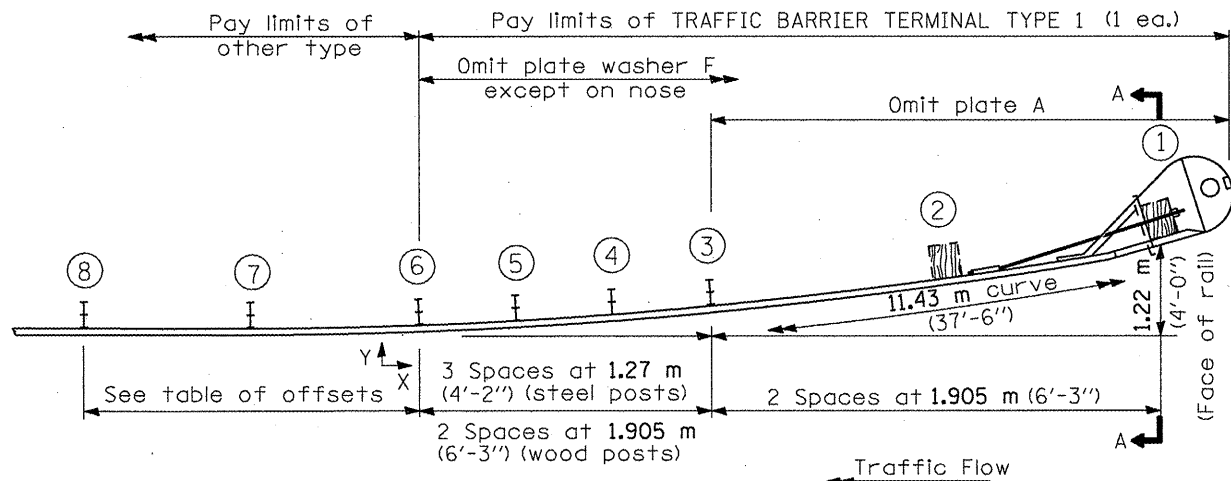 Pay limits of
other type
Pay limits of TRAFFIC BARRIER TERMINAL TYPE 1 (1 ea.)
Omit plate washer F
except on nose
Omit plate A
A
1
2
3
4
5
6
7
8
11.43 m curve
(37'-6")
1.22 m
(4'-0")
(Face of rail)
Y
X
See table of offsets
3 Spaces at 1.27 m
(4'-2") (steel posts)
2 Spaces at 1.905 m
(6'-3") (wood posts)
2 Spaces at 1.905 m (6'-3")
A
Traffic Flow